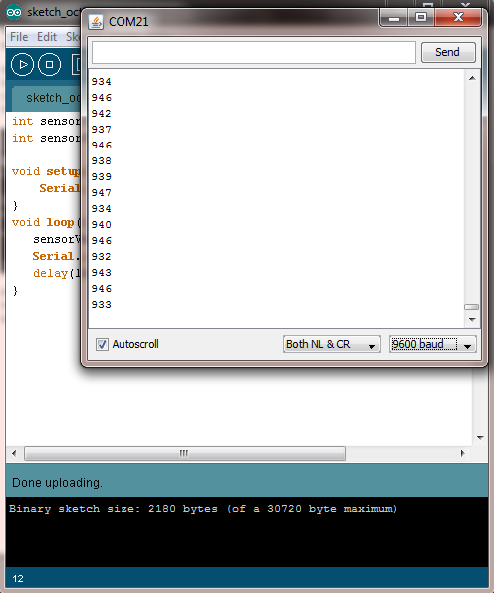 sketch_oc
File Edit Sk
sketch_oc
int sensor
int sensor
void setup
Serial
}
void loop(
sensorV
Serial.
delay(1
}
COM21
Send
934
946
942
937
946
938
939
947
934
940
946
932
943
946
933
Autoscroll
Both NL & CR
9600 baud
Done uploading.
Binary sketch size: 2180 bytes (of a 30720 byte maximum)
12